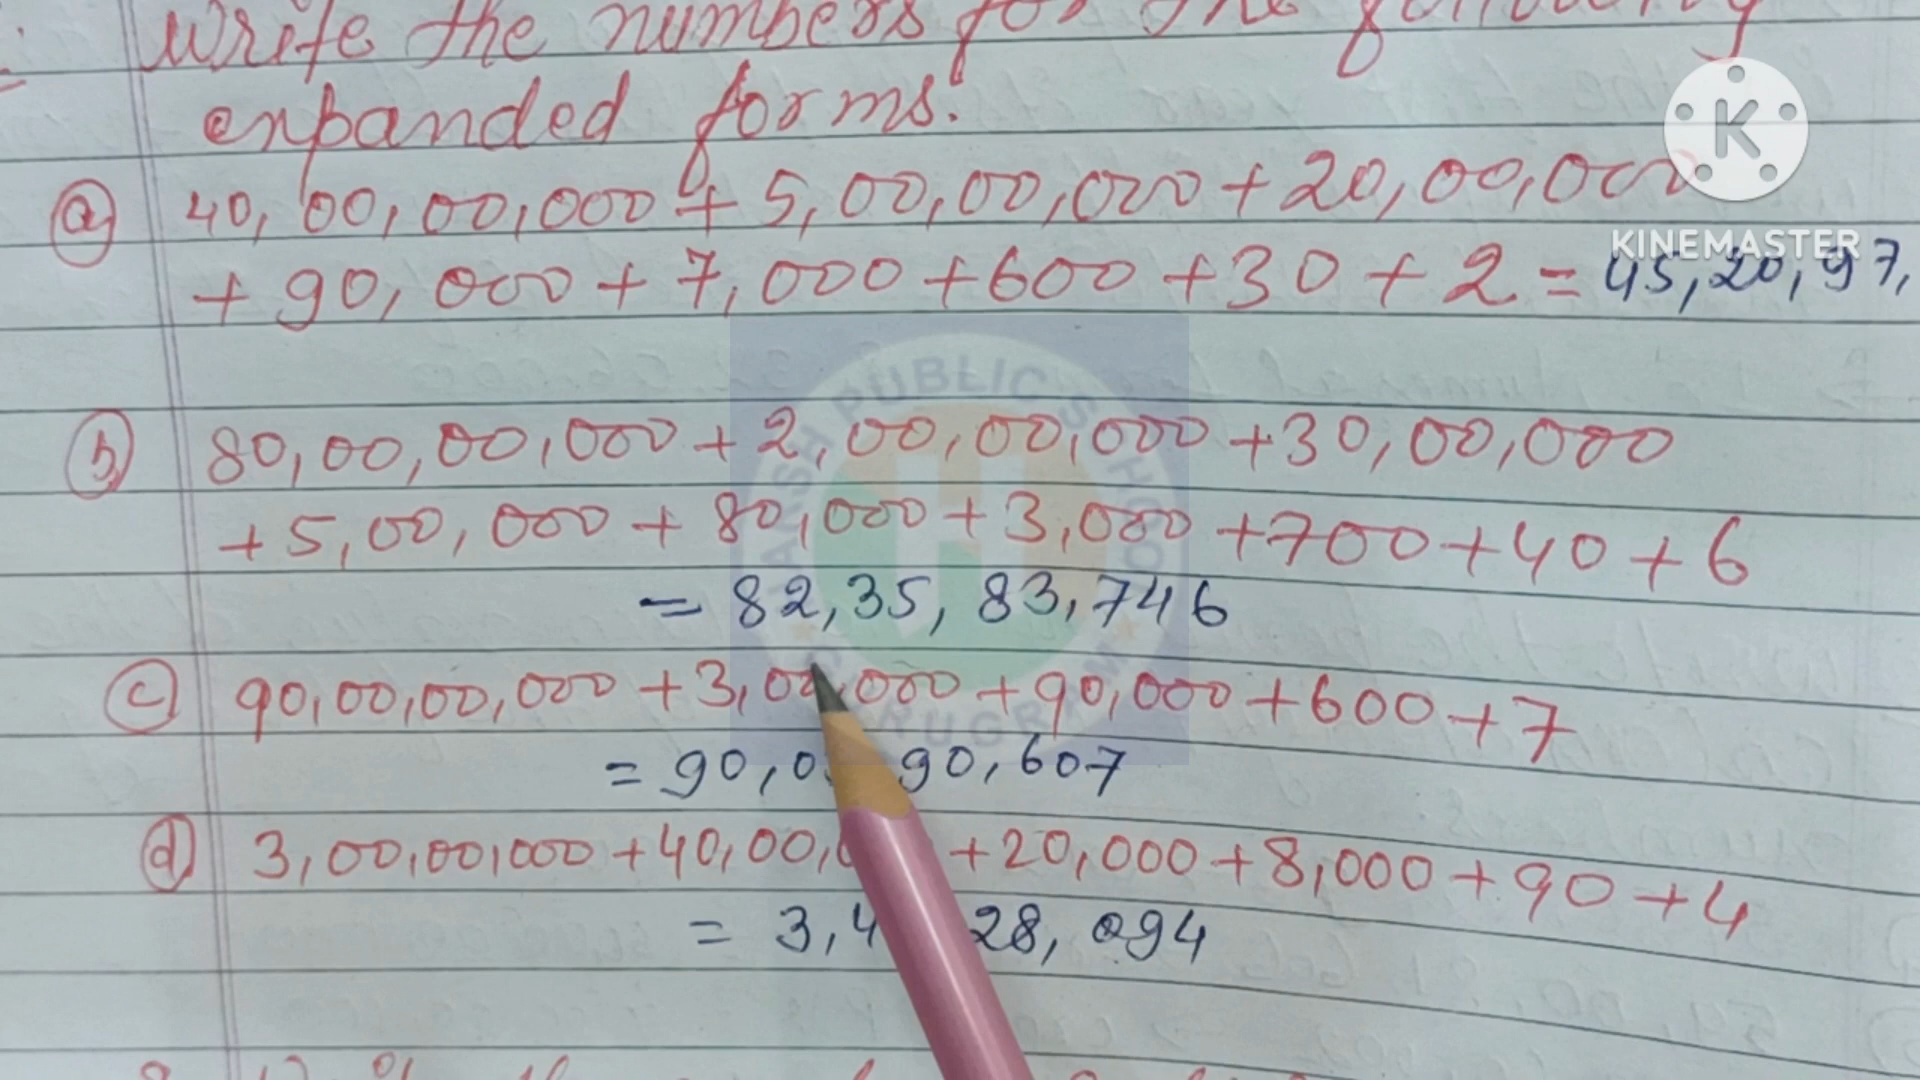 Write the numbers for the following
expanded forms.
K
KINEMASTER
(a) 40,00,00,000 + 5,00,00,000 + 20,00,000
+ 90,000 + 7,000 + 600 + 30 + 2 = 45,20,97,
PUBLIC
(b) 80,00,00,000 + 2,00,00,000 + 30,00,000
+ 5,00,000 + 80,000 + 3,000 + 700 + 40 + 6
= 82,35,83,746
(c) 90,00,00,000 + 3,00,000 + 90,000 + 600 + 7
= 90,0 90,607
(d) 3,00,00,000 + 40,00, + 20,000 + 8,000 + 90 + 4
= 3,4 28,094